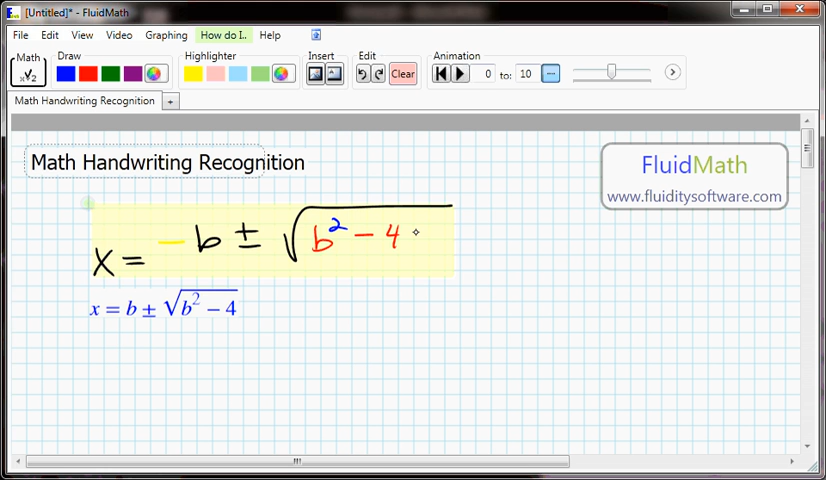 [Untitled]* - FluidMath
File Edit View Video Graphing How do I.. Help
Math Draw Highlighter Insert Edit Animation
x√2 Clear 0 to: 10 ---
Math Handwriting Recognition +
Math Handwriting Recognition
FluidMath
www.fluiditysoftware.com
x = - b ± √b² - 4
x = b ± √b² - 4